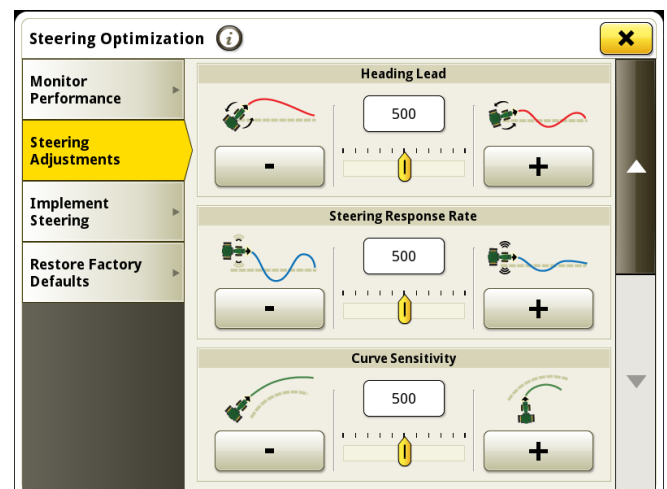 Steering Optimization i
Monitor
Performance
Steering
Adjustments
Implement
Steering
Restore Factory
Defaults
Heading Lead
500
- +
Steering Response Rate
500
- +
Curve Sensitivity
500
- +